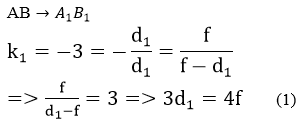 AB → A₁B₁
k₁ = −3 = −d₁/d₁ = f/(f − d₁)
=> f/(d₁−f) = 3 => 3d₁ = 4f (1)